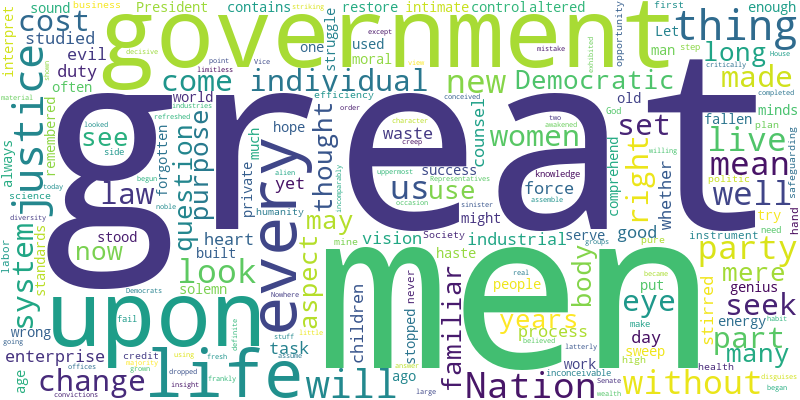 great
men
government
upon
life
every
justice
thing
Nation
individual
come
cost
new
Democratic
women
us
use
law
see
now
look
change
will
may
system
question
purpose
thought
aspect
familiar
years
body
eye
part
party
seek
many
mere
without
right
set
live
mean
well
made
long
studied
evil
duty
often
sound
President
contains
restore
intimate
control
altered
business
interpret
struggle
one
used
moral
man
Let
enough
first
step
House
opportunity
efficiency
world
hope
much
private
yet
forgotten
remembered
always
science
today
diversity
standards
labor
age
wrong
enterprise
task
solemn
built
heart
humanity
vision
industrial
serve
might
success
waste
counsel
force
knowledge
comprehend
whether
old
fallen
minds
plan
safeguarding
hand
try
need
politic
instrument
good
pure
genius
stirred
energy
day
sweep
high
health
put
make
people
real
process
work
inconceivable
latterly
believed
children
stopped
never
ago
haste
Society
mine
stood
Democrats
fail
Nowhere
credit
insight
convictions
offices
majority
using
fresh
frankly
dropped
grown
definite
stuff
assume
little
large
wealth
Senate
groups
became
habit
began
disguises
answer
going
noble
begun
alien
side
looked
refreshed
industries
limitless
point
Vice
except
striking
mistake
decisive
shown
material
order
conceived
character
view
exhibited
critically
completed
God
awakened
two
willing
creep
uppermost
Representatives
occasion
sinister
assemble
incomparably